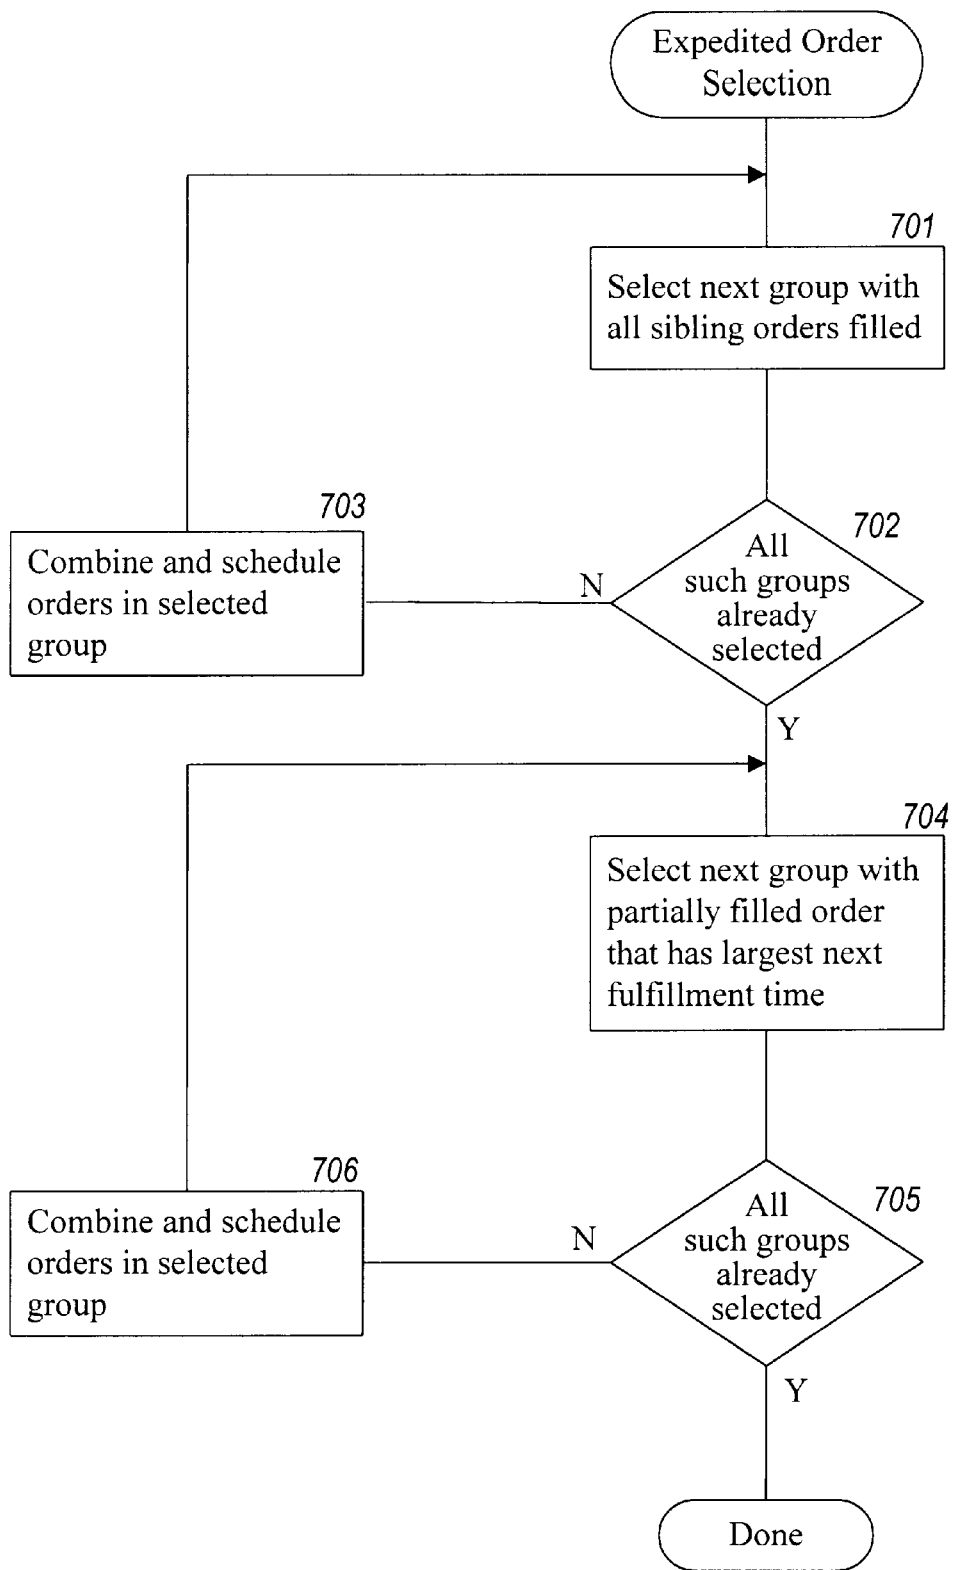 Expedited Order
Selection
701
Select next group with
all sibling orders filled
703
702
Combine and schedule
orders in selected
group
N
All
such groups
already
selected
Y
704
Select next group with
partially filled order
that has largest next
fulfillment time
706
705
Combine and schedule
orders in selected
group
N
All
such groups
already
selected
Y
Done